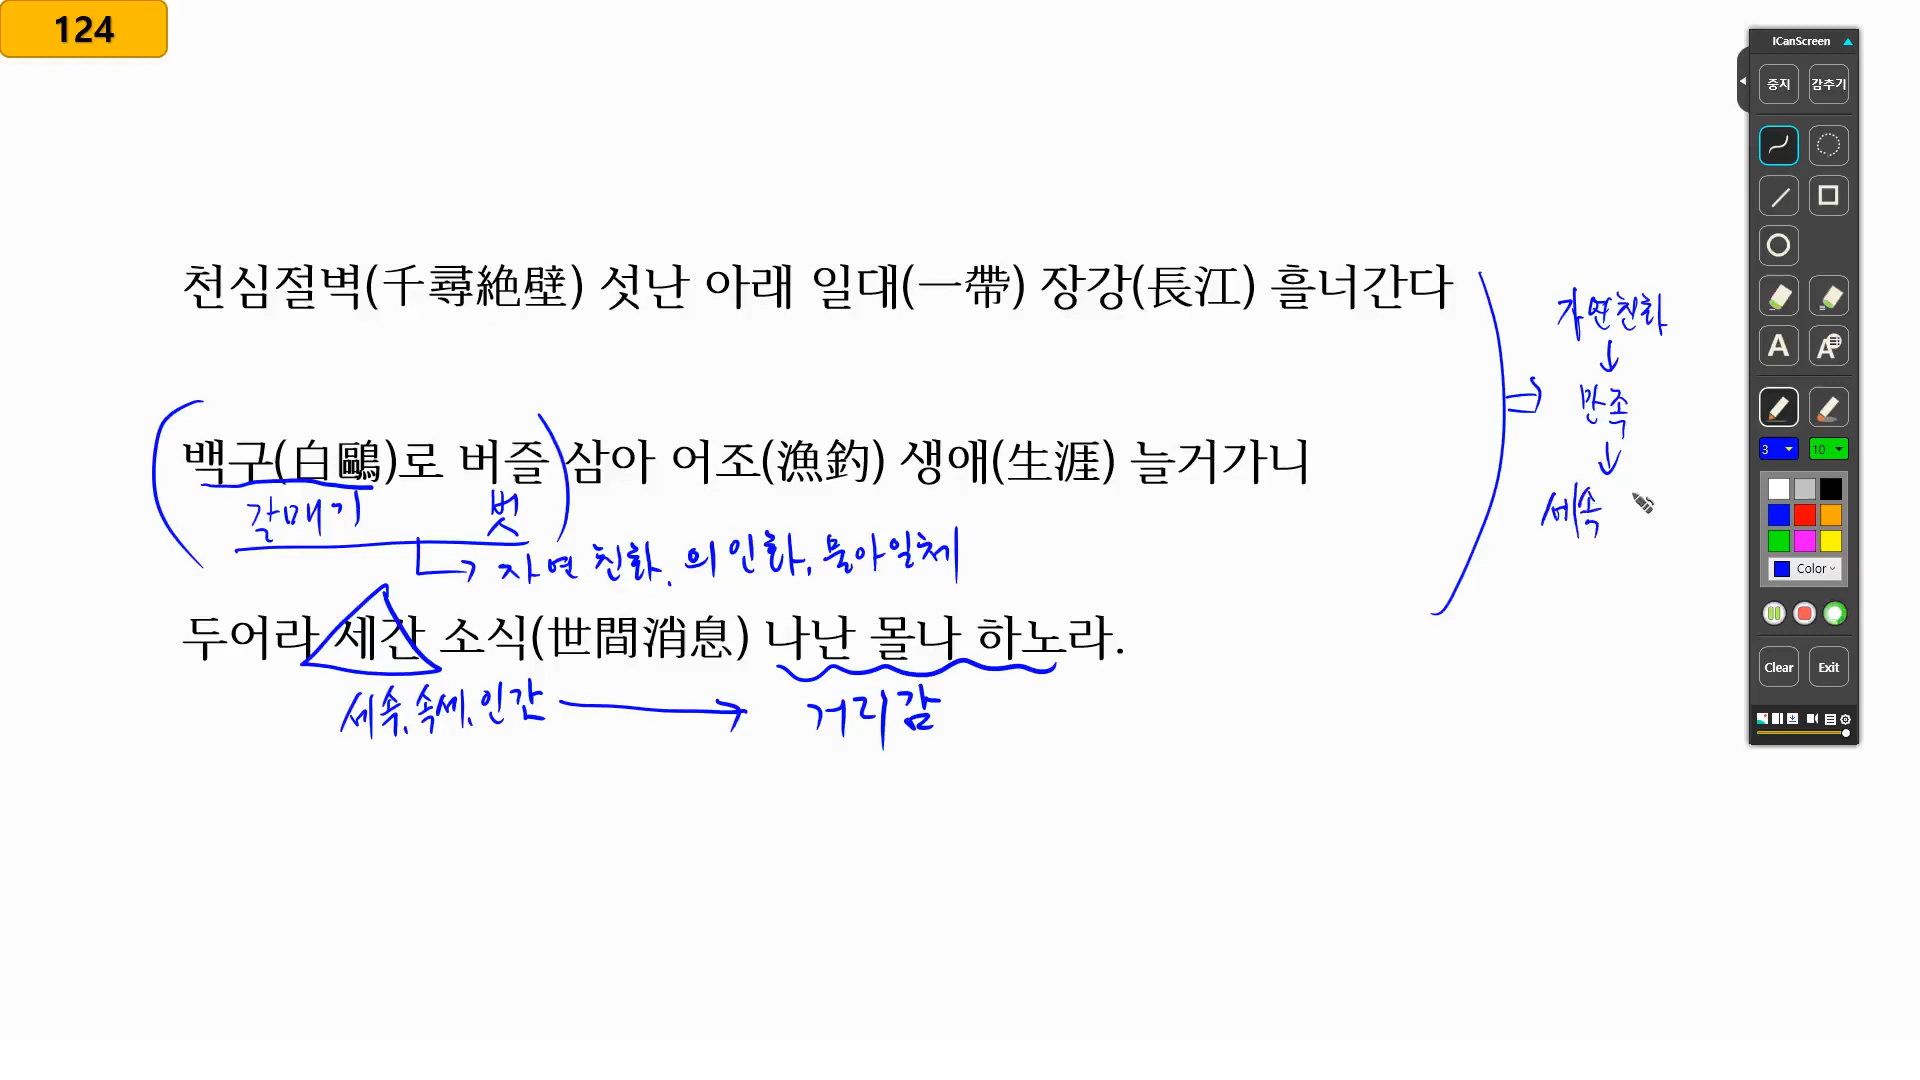 124
천심절벽(千尋絶壁) 섯난 아래 일대(一帶) 장강(長江) 흘너간다
백구(白鷗)로 버즐 삼아 어조(漁釣) 생애(生涯) 늘거가니
갈매기 벗
자연 친화, 의인화, 물아일체
두어라 세간 소식(世間消息) 나난 몰나 하노라.
세속, 속세, 인간 거리감
자연친화
만족
세속
ICanScreen
중지 감추기
A A
3 10
Color
Clear Exit